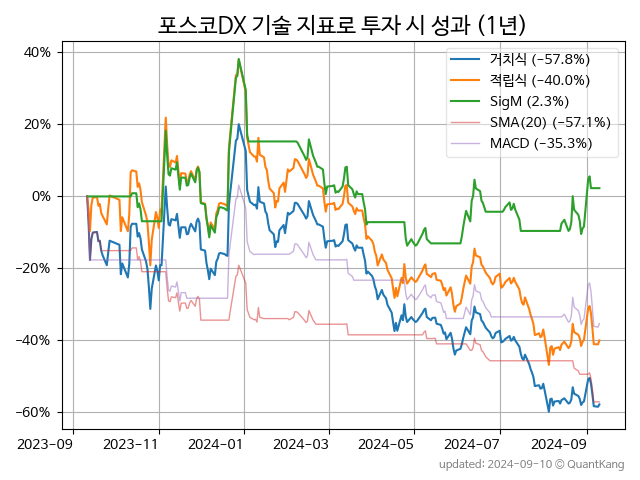 포스코DX 기술 지표로 투자 시 성과 (1년)
거치식 (−57.8%)
적립식 (−40.0%)
SigM (2.3%)
SMA(20) (−57.1%)
MACD (−35.3%)
40%
20%
0%
−20%
−40%
−60%
2023−09 2023−11 2024−01 2024−03 2024−05 2024−07 2024−09
updated: 2024−09−10 @ QuantKang